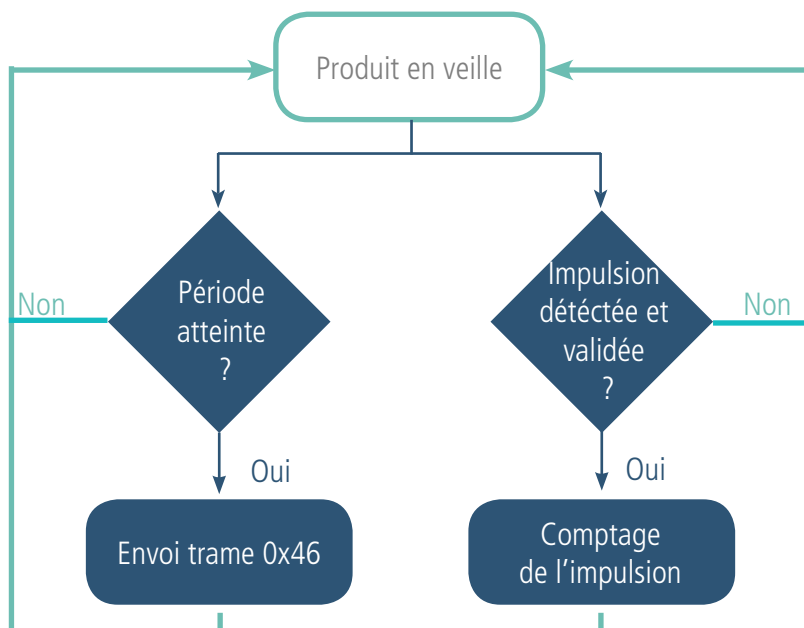 Produit en veille
Non
Période
atteinte
?
Impulsion
détéctée et
validée
?
Non
Oui
Oui
Envoi trame 0x46
Comptage
de l’impulsion